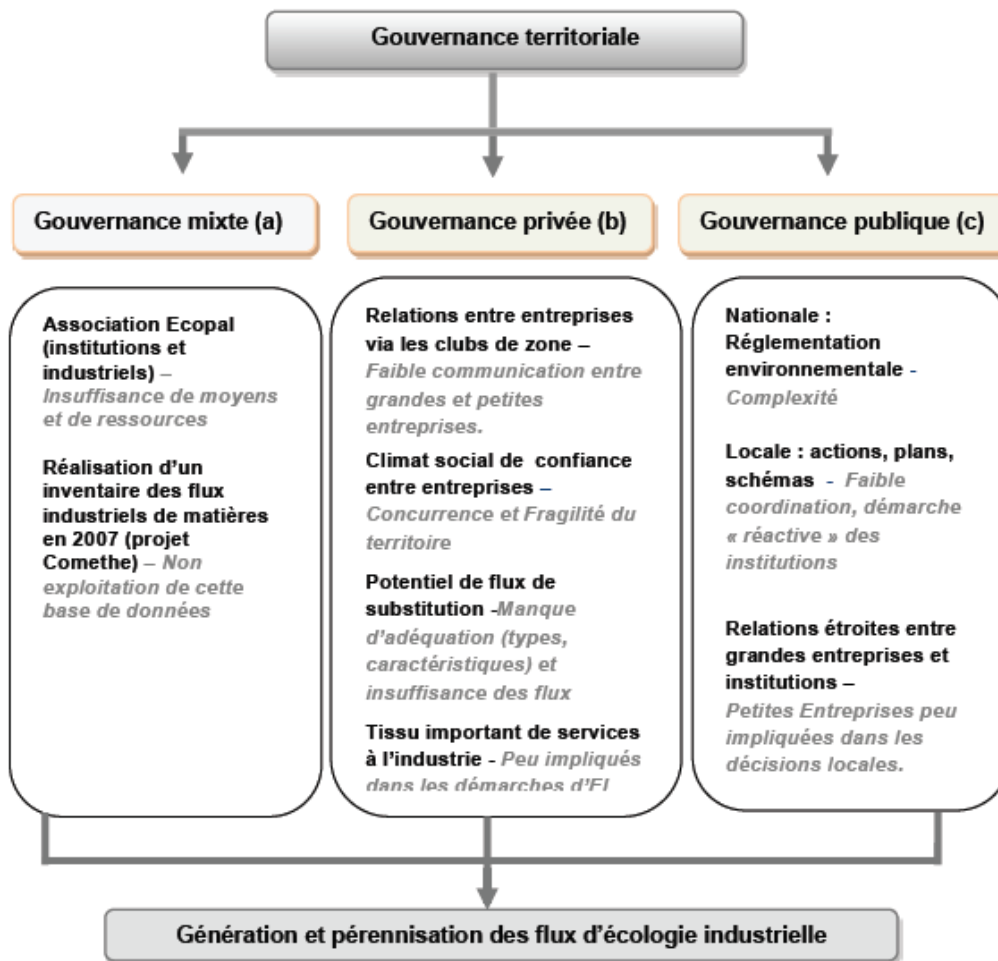 Gouvernance territoriale
Gouvernance mixte (a)
Gouvernance privée (b)
Gouvernance publique (c)
Association Ecopal
(institutions et
industriels) –
Insuffisance de moyens
et de ressources
Réalisation d'un
inventaire des flux
industriels de matières
en 2007 (projet
Comethe) – Non
exploitation de cette
base de données
Relations entre entreprises
via les clubs de zone –
Faible communication entre
grandes et petites
entreprises.
Climat social de confiance
entre entreprises –
Concurrence et Fragilité du
territoire
Potentiel de flux de
substitution -Manque
d'adéquation (types,
caractéristiques) et
insuffisance des flux
Tissu important de services
à l'industrie - Peu impliqués
dans les démarches d'EI
Nationale :
Réglementation
environnementale -
Complexité
Locale : actions, plans,
schémas - Faible
coordination, démarche
« réactive » des
institutions
Relations étroites entre
grandes entreprises et
institutions –
Petites Entreprises peu
impliquées dans les
décisions locales.
Génération et pérennisation des flux d'écologie industrielle